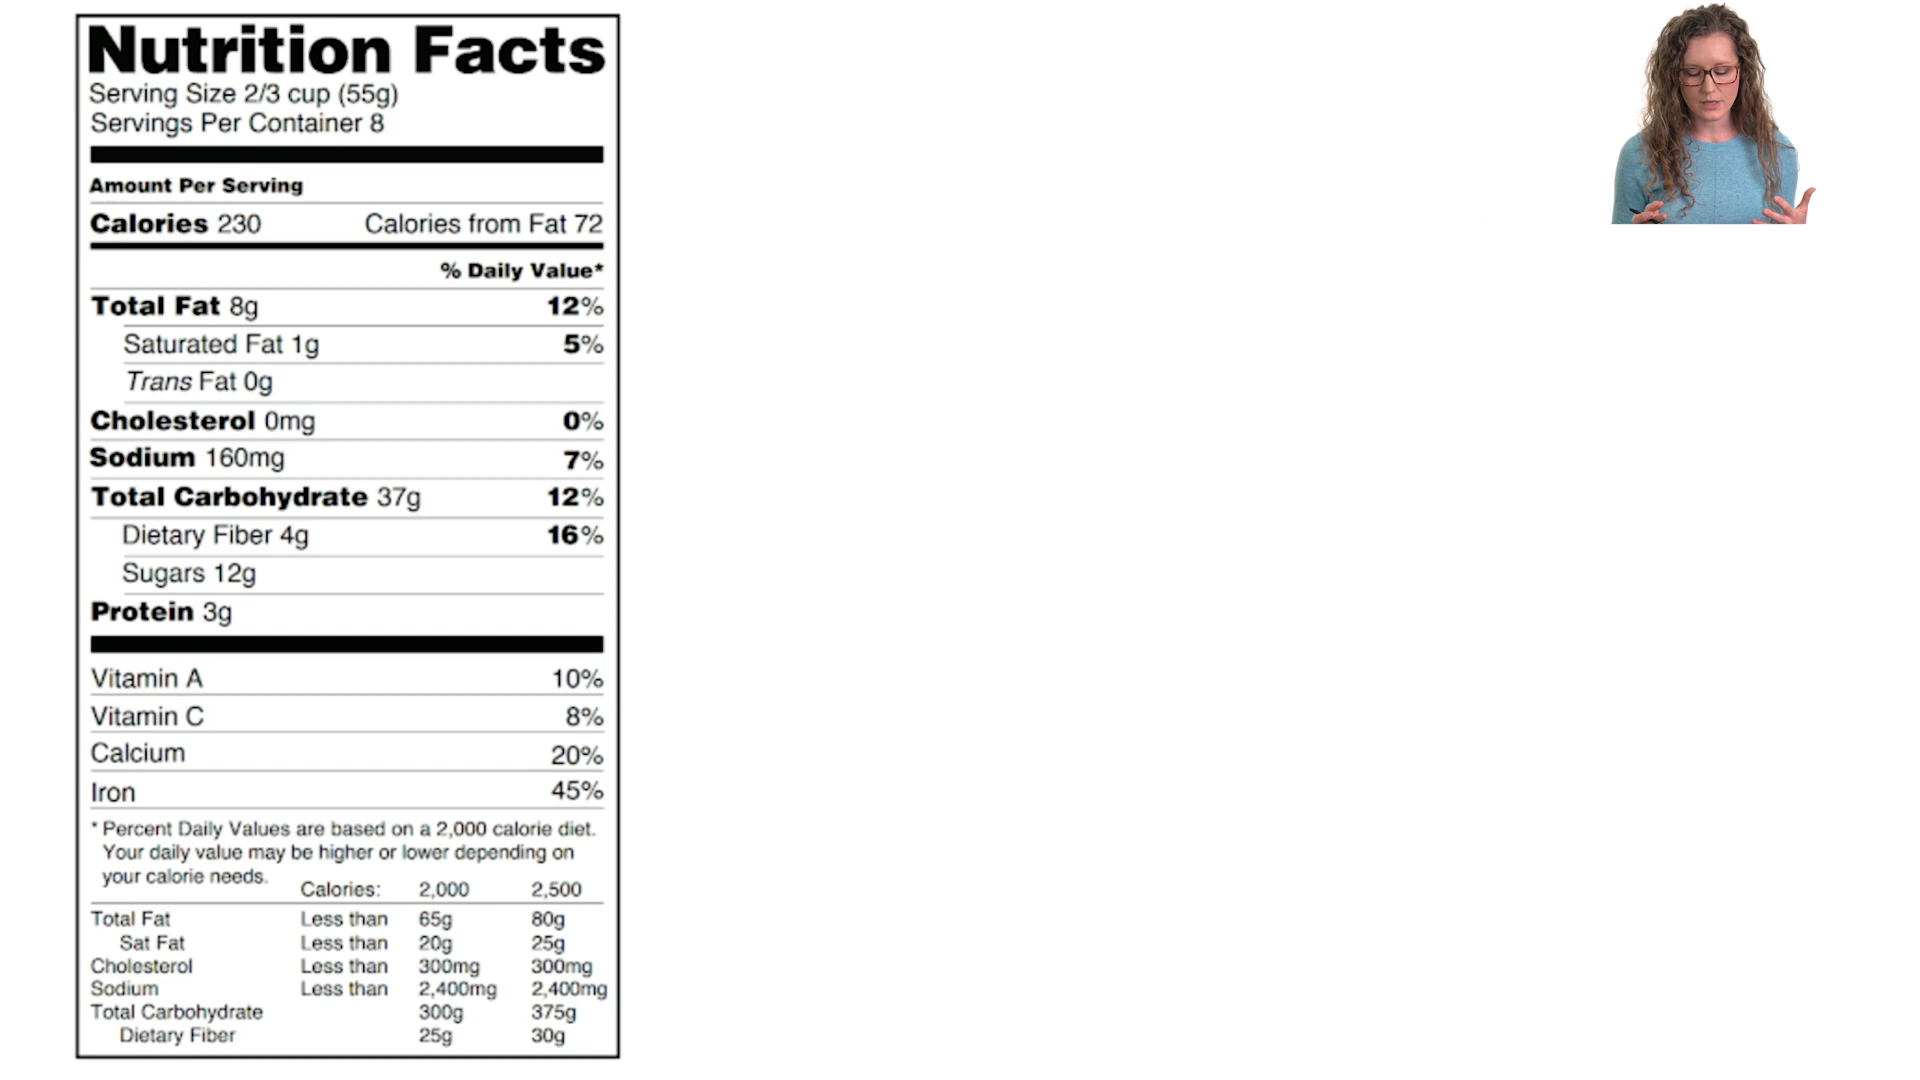 Nutrition Facts
Serving Size 2/3 cup (55g)
Servings Per Container 8
Amount Per Serving
Calories 230 Calories from Fat 72
% Daily Value*
Total Fat 8g 12%
Saturated Fat 1g 5%
Trans Fat 0g
Cholesterol 0mg 0%
Sodium 160mg 7%
Total Carbohydrate 37g 12%
Dietary Fiber 4g 16%
Sugars 12g
Protein 3g
Vitamin A 10%
Vitamin C 8%
Calcium 20%
Iron 45%
* Percent Daily Values are based on a 2,000 calorie diet.
Your daily value may be higher or lower depending on
your calorie needs.
Calories: 2,000 2,500
Total Fat Less than 65g 80g
Sat Fat Less than 20g 25g
Cholesterol Less than 300mg 300mg
Sodium Less than 2,400mg 2,400mg
Total Carbohydrate 300g 375g
Dietary Fiber 25g 30g